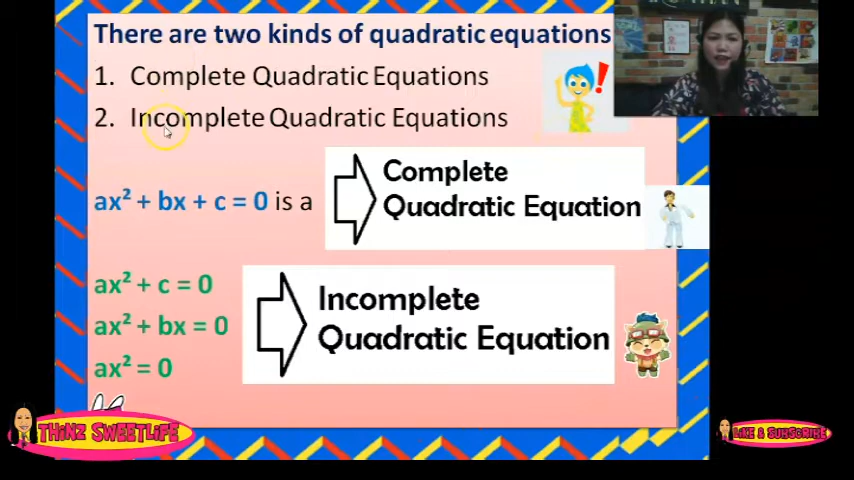 There are two kinds of quadratic equations
1. Complete Quadratic Equations
2. Incomplete Quadratic Equations
ax² + bx + c = 0 is a
Complete
Quadratic Equation
ax² + c = 0
ax² + bx = 0
ax² = 0
Incomplete
Quadratic Equation
THiNZ SWEETLiFE
LiKE & SUBSCRiBE